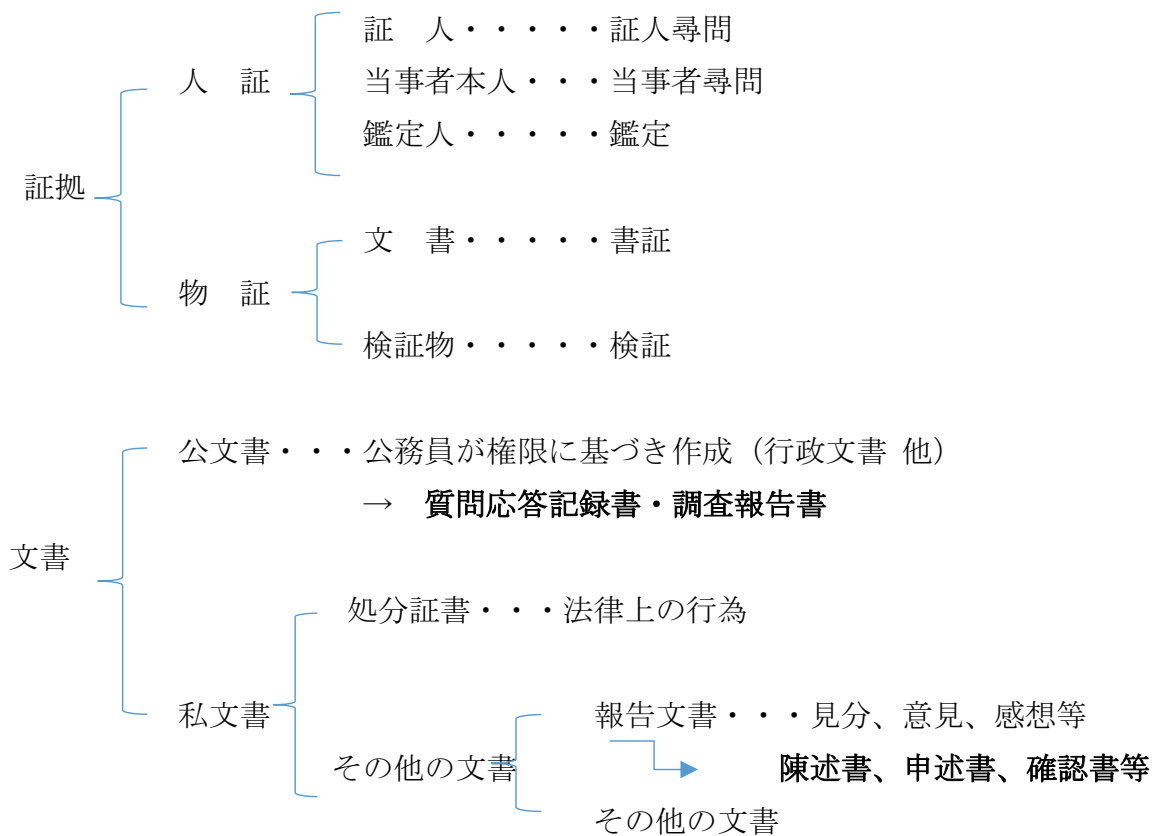 証　人・・・・・証人尋問
人　証
当事者本人・・・当事者尋問
鑑定人・・・・・鑑定
証拠
文　書・・・・・書証
物　証
検証物・・・・・検証
公文書・・・公務員が権限に基づき作成（行政文書 他）
→　質問応答記録書・調査報告書
文書
処分証書・・・法律上の行為
私文書
報告文書・・・見分、意見、感想等
その他の文書
陳述書、申述書、確認書等
その他の文書